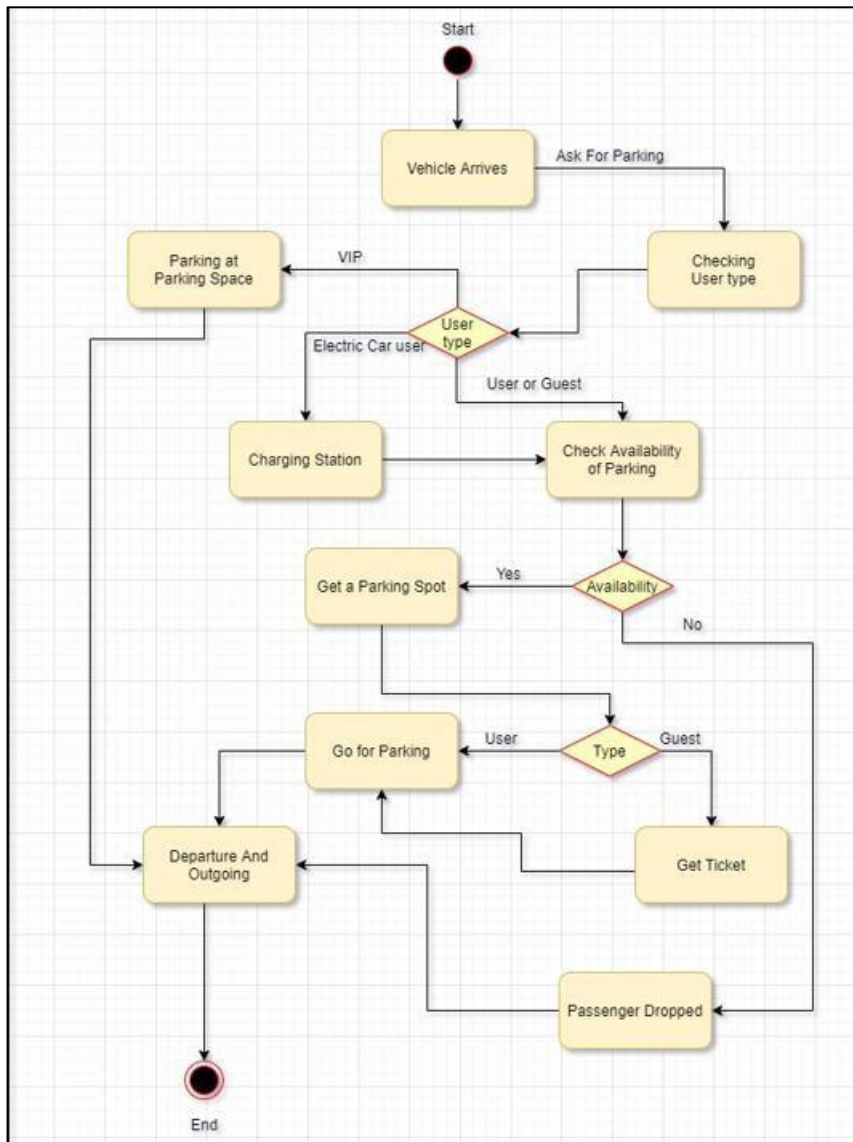 Start
Vehicle Arrives
Ask For Parking
Parking at
Parking Space
VIP
Checking
User type
User
type
Electric Car user
User or Guest
Charging Station
Check Availability
of Parking
Get a Parking Spot
Yes
Availability
No
Go for Parking
User
Type
Guest
Departure And
Outgoing
Get Ticket
Passenger Dropped
End